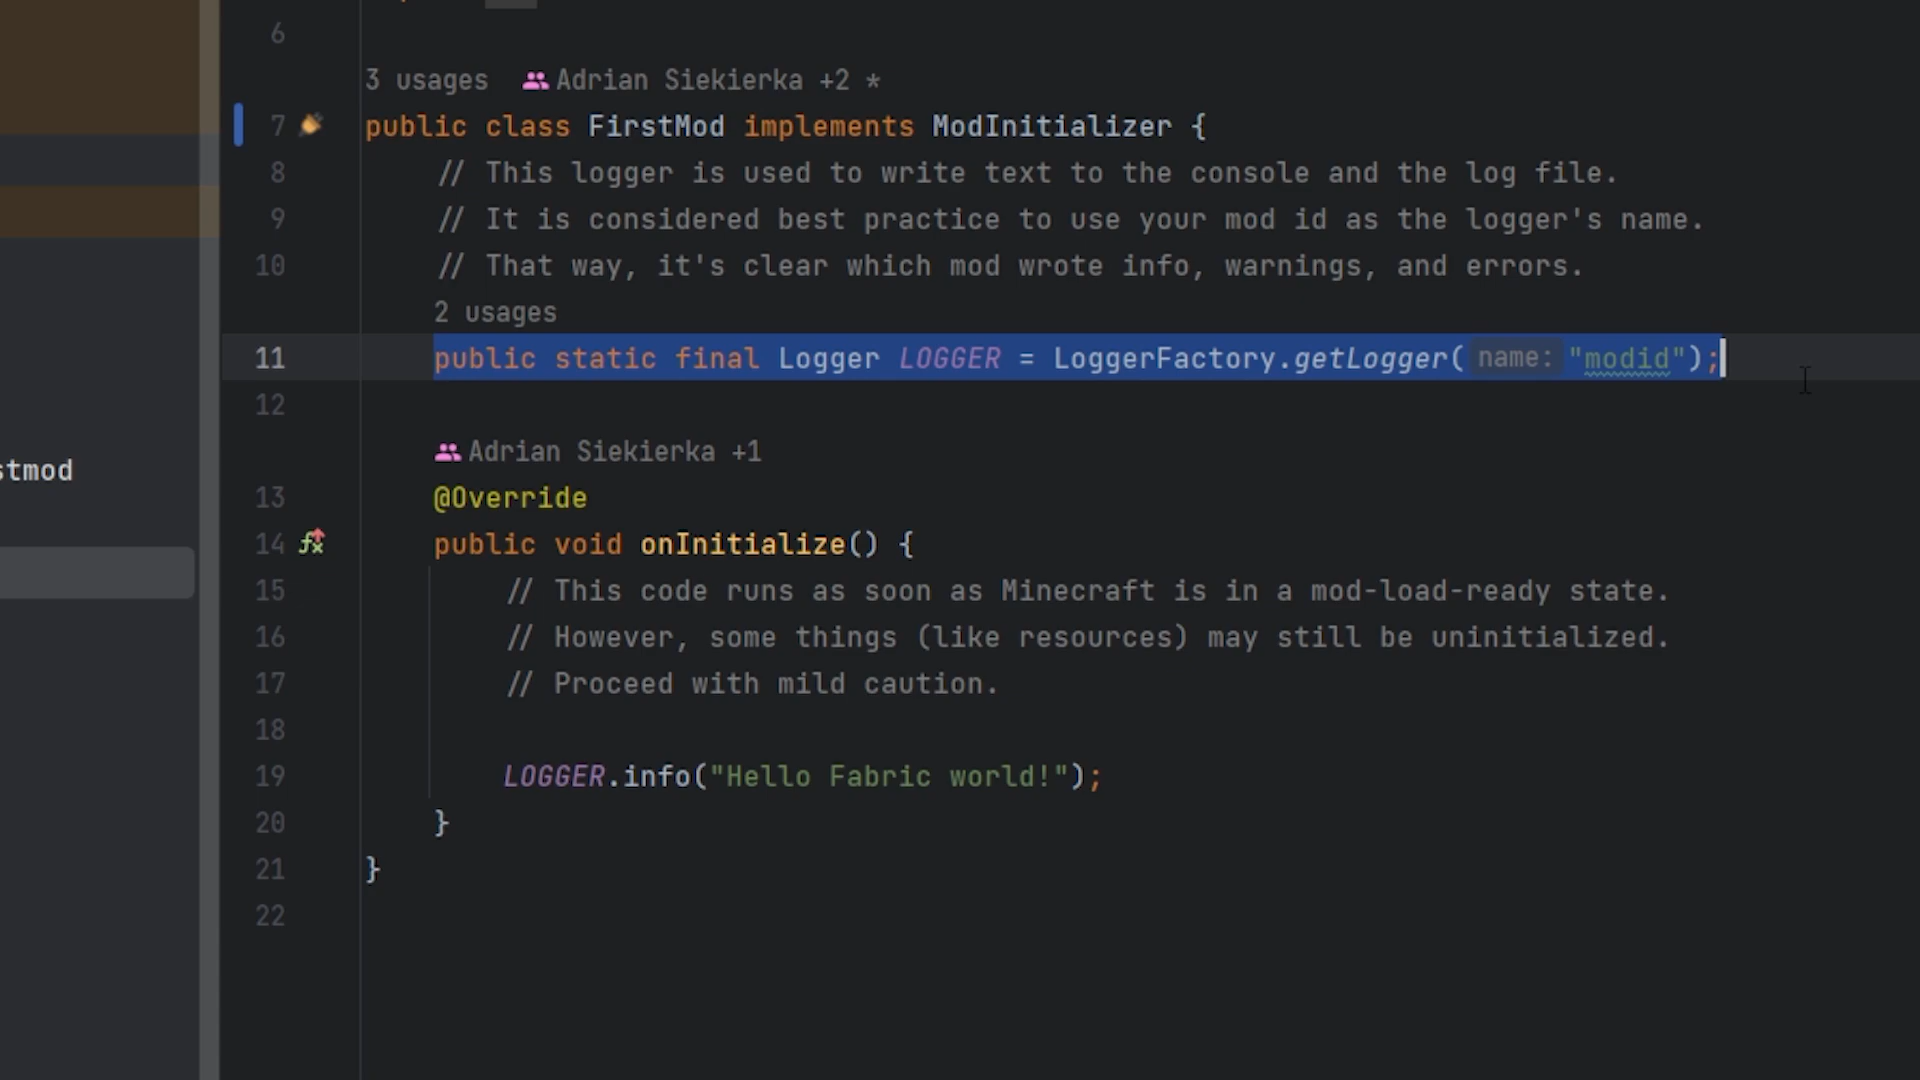 6
3 usages Adrian Siekierka +2 *
7 public class FirstMod implements ModInitializer {
8 // This logger is used to write text to the console and the log file.
9 // It is considered best practice to use your mod id as the logger's name.
10 // That way, it's clear which mod wrote info, warnings, and errors.
2 usages
11 public static final Logger LOGGER = LoggerFactory.getLogger( name: "modid");
12
Adrian Siekierka +1
stmod
13 @Override
14 public void onInitialize() {
15 // This code runs as soon as Minecraft is in a mod-load-ready state.
16 // However, some things (like resources) may still be uninitialized.
17 // Proceed with mild caution.
18
19 LOGGER.info("Hello Fabric world!");
20 }
21 }
22